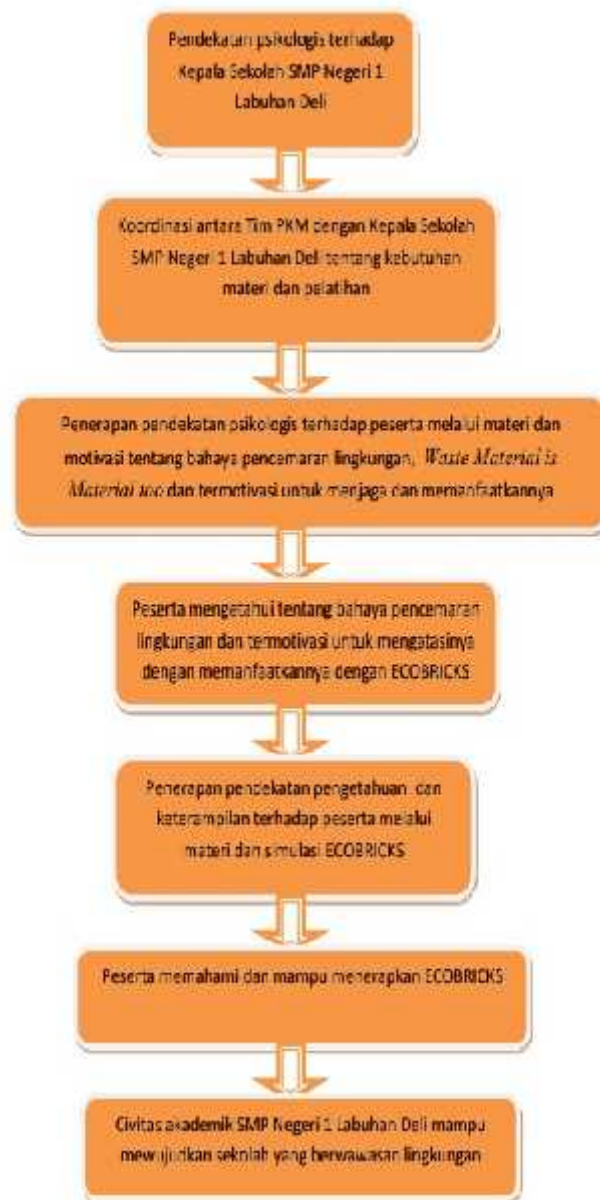 Pendekatan psikologis terhadap
Kepala Sekolah SMP Negeri 1
Labuhan Deli
Koordinasi antara Tim PKM dengan Kepala Sekolah
SMP Negeri 1 Labuhan Deli tentang kebutuhan
materi dan pelatihan
Penerapan pendekatan psikologis terhadap peserta melalui materi dan
motivasi tentang bahaya pencemaran lingkungan, Waste Material is
Material too dan termotivasi untuk menjaga dan memanfaatkannya
Peserta mengetahui tentang bahaya pencemaran
lingkungan dan termotivasi untuk mengatasinya
dengan memanfaatkannya dengan ECOBRICKS
Penerapan pendekatan pengetahuan dan
keterampilan terhadap peserta melalui
materi dan simulasi ECOBRICKS
Peserta memahami dan mampu menerapkan ECOBRICKS
Civitas akademik SMP Negeri 1 Labuhan Deli mampu
mewujudkan sekolah yang berwawasan lingkungan